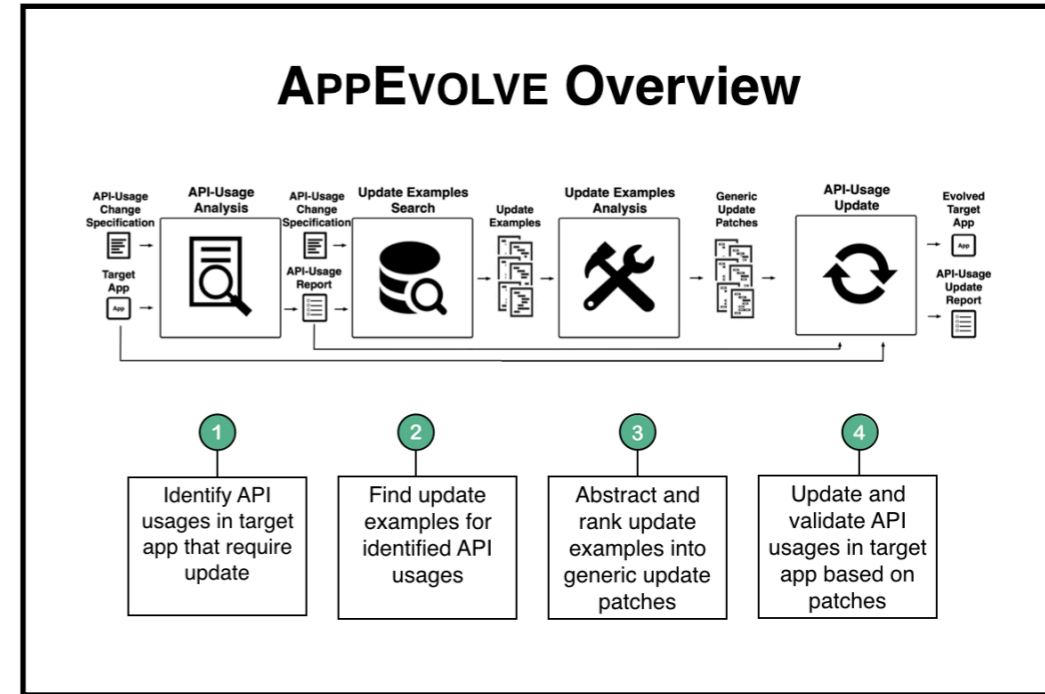 APPEVOLVE Overview
API-Usage
Change
Specification
Target
App
App
API-Usage
Analysis
API-Usage
Change
Specification
API-Usage
Report
Update Examples
Search
Update
Examples
Update Examples
Analysis
Generic
Update
Patches
API-Usage
Update
Evolved
Target
App
App
API-Usage
Update
Report
1
Identify API
usages in target
app that require
update
2
Find update
examples for
identified API
usages
3
Abstract and
rank update
examples into
generic update
patches
4
Update and
validate API
usages in target
app based on
patches